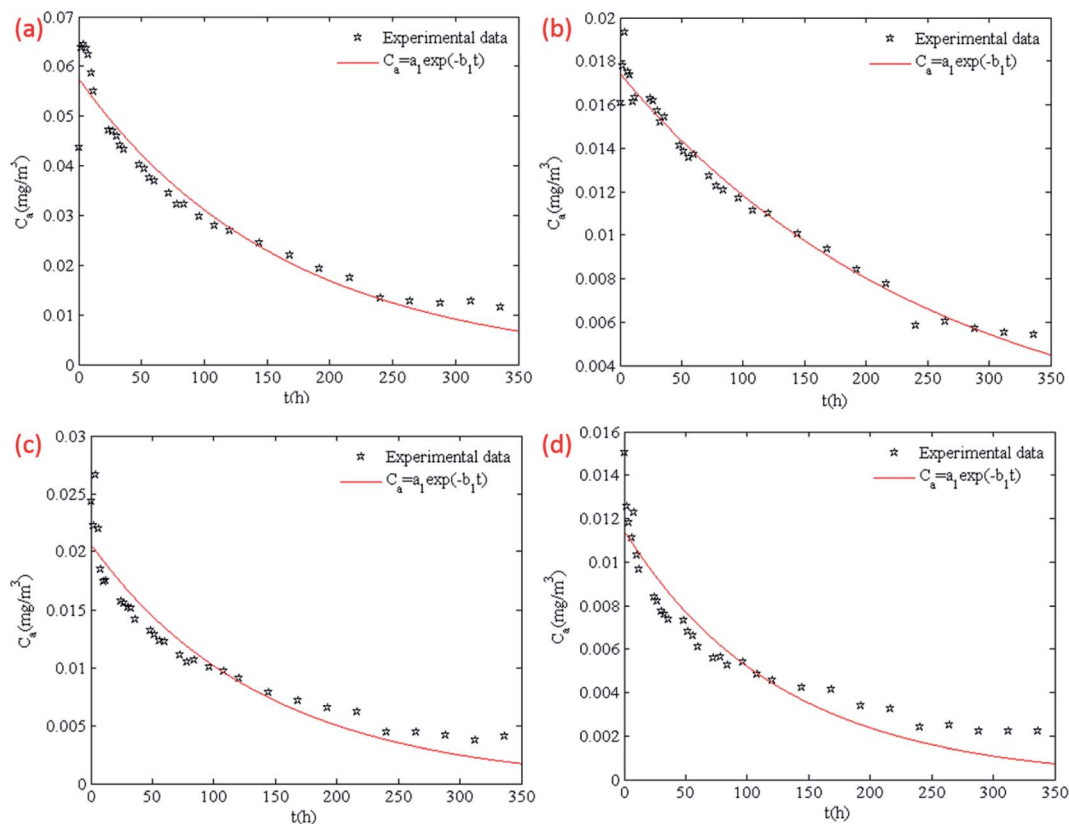 (a)
0.07
0.06
0.05
0.04
0.03
0.02
0.01
0
C_a(mg/m³)
0 50 100 150 200 250 300 350
t(h)
Experimental data
C_a=a_1exp(-b_1t)
(b)
0.02
0.018
0.016
0.014
0.012
0.01
0.008
0.006
0.004
C_a(mg/m³)
0 50 100 150 200 250 300 350
t(h)
Experimental data
C_a=a_1exp(-b_1t)
(c)
0.03
0.025
0.02
0.015
0.01
0.005
0
C_a(mg/m³)
0 50 100 150 200 250 300 350
t(h)
Experimental data
C_a=a_1exp(-b_1t)
(d)
0.016
0.014
0.012
0.01
0.008
0.006
0.004
0.002
0
C_a(mg/m³)
0 50 100 150 200 250 300 350
t(h)
Experimental data
C_a=a_1exp(-b_1t)